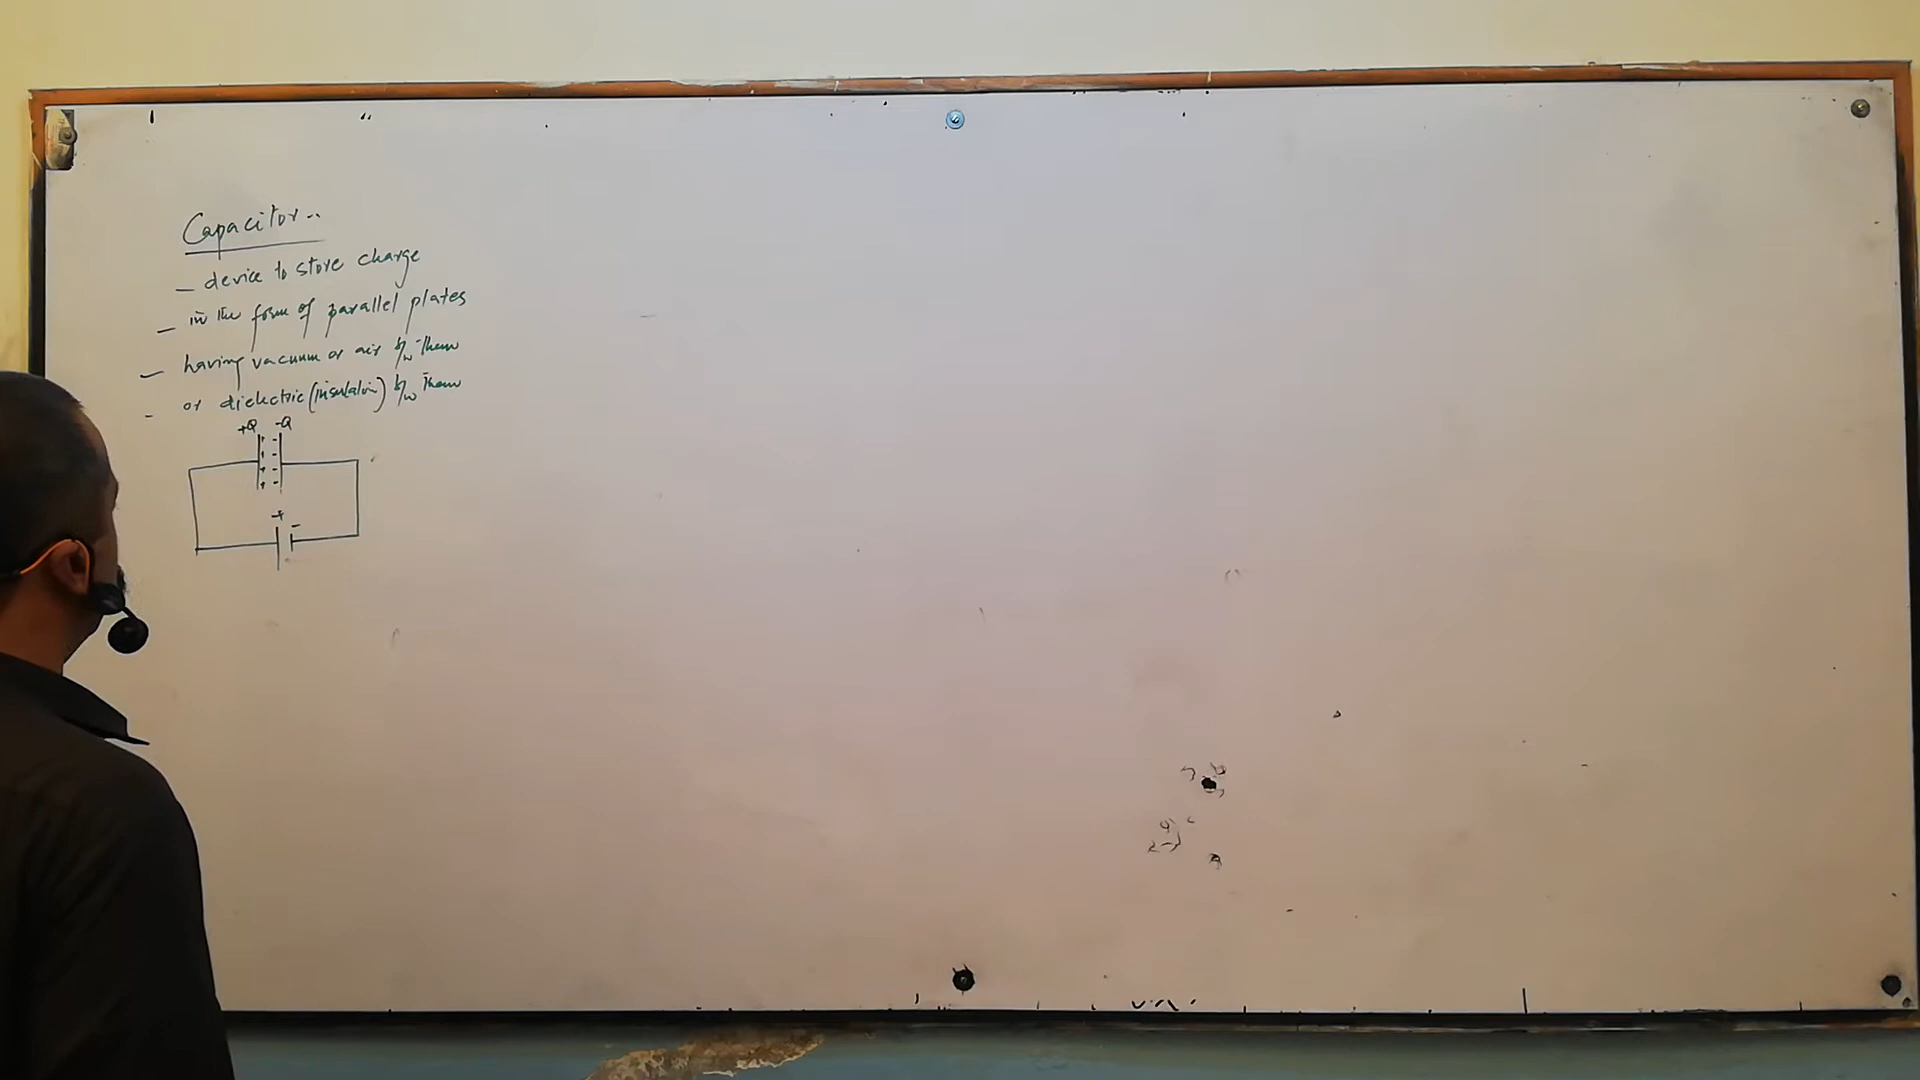 Capacitor..
- device to store charge
- in the form of parallel plates
- having vacuum or air b/w them
- or dielectric (insulator) b/w them
+Q -Q
+ -
+ -
+ -
+ -
+ -